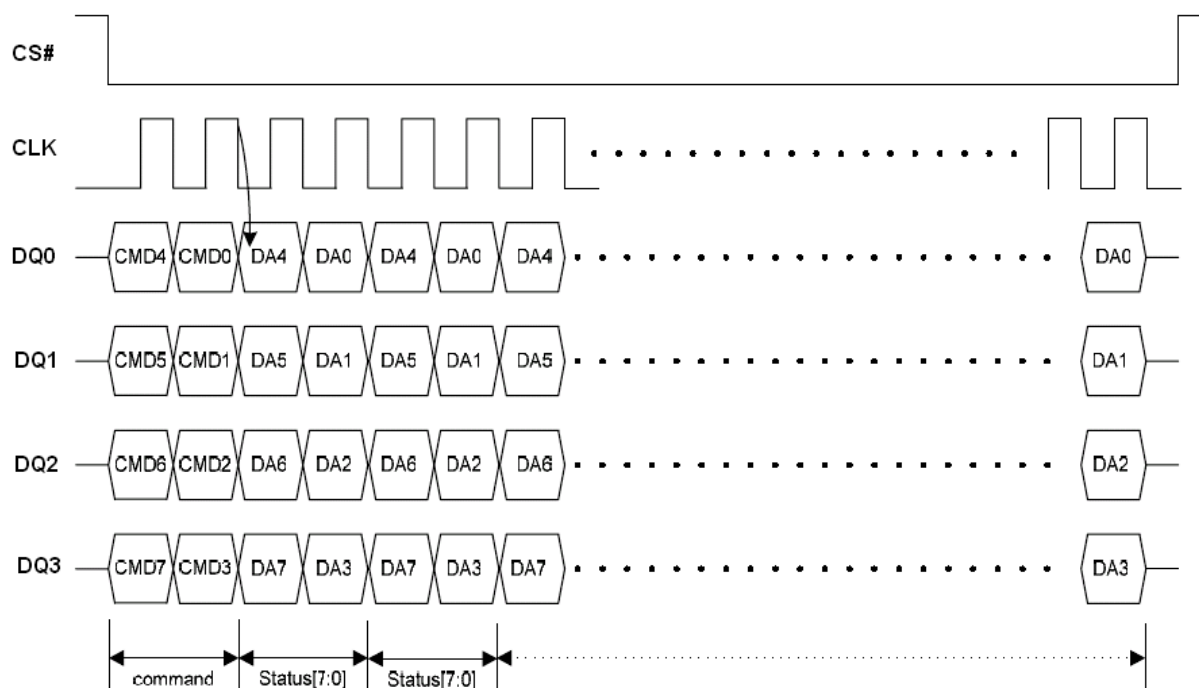 CS#
CLK
DQ0 CMD4 CMD0 DA4 DA0 DA4 DA0 DA4 DA0
DQ1 CMD5 CMD1 DA5 DA1 DA5 DA1 DA5 DA1
DQ2 CMD6 CMD2 DA6 DA2 DA6 DA2 DA6 DA2
DQ3 CMD7 CMD3 DA7 DA3 DA7 DA3 DA7 DA3
command Status[7:0] Status[7:0]